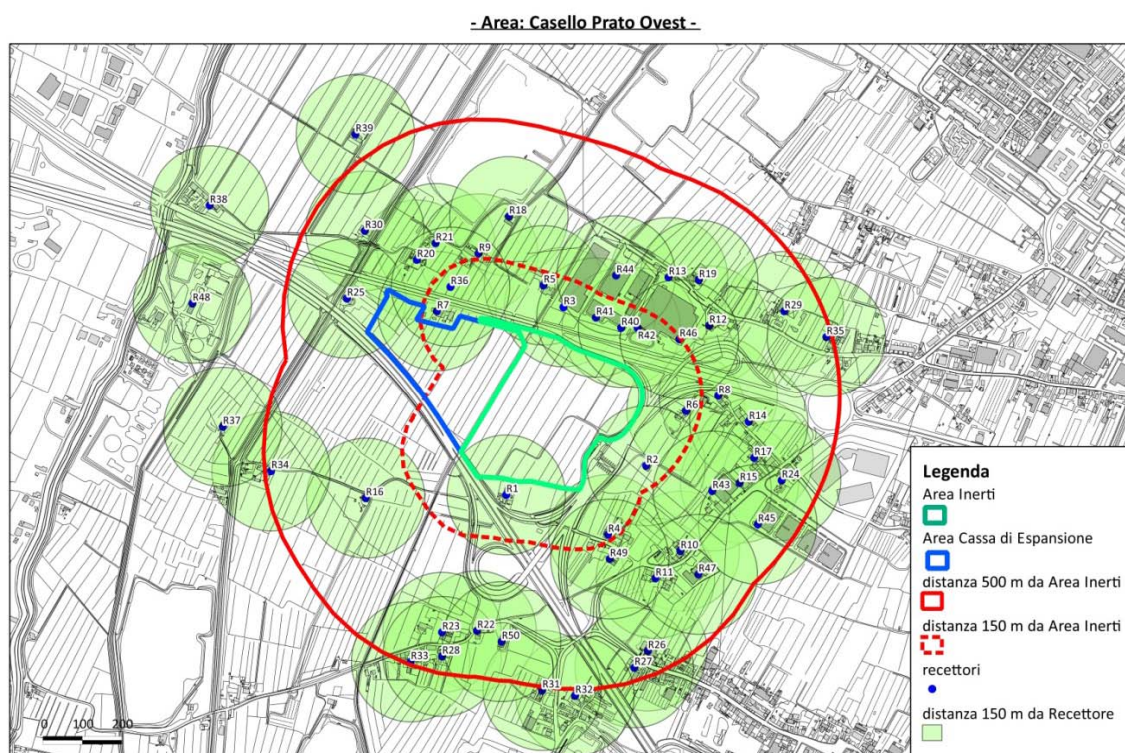 - Area: Casello Prato Ovest -
R39
R38
R18
R30
R21
R9
R20
R44
R13
R19
R36
R5
R25
R48
R7
R3
R29
R41
R40
R42
R12
R35
R46
R8
R6
R14
R37
R17
R2
R34
R24
R15
R1
R43
R16
R45
R4
R10
R49
R11
R47
R23
R22
R50
R26
R33
R28
R27
R31
R32
0 100 200
Legenda
Area Inerti
Area Cassa di Espansione
distanza 500 m da Area Inerti
distanza 150 m da Area Inerti
recettori
distanza 150 m da Recettore